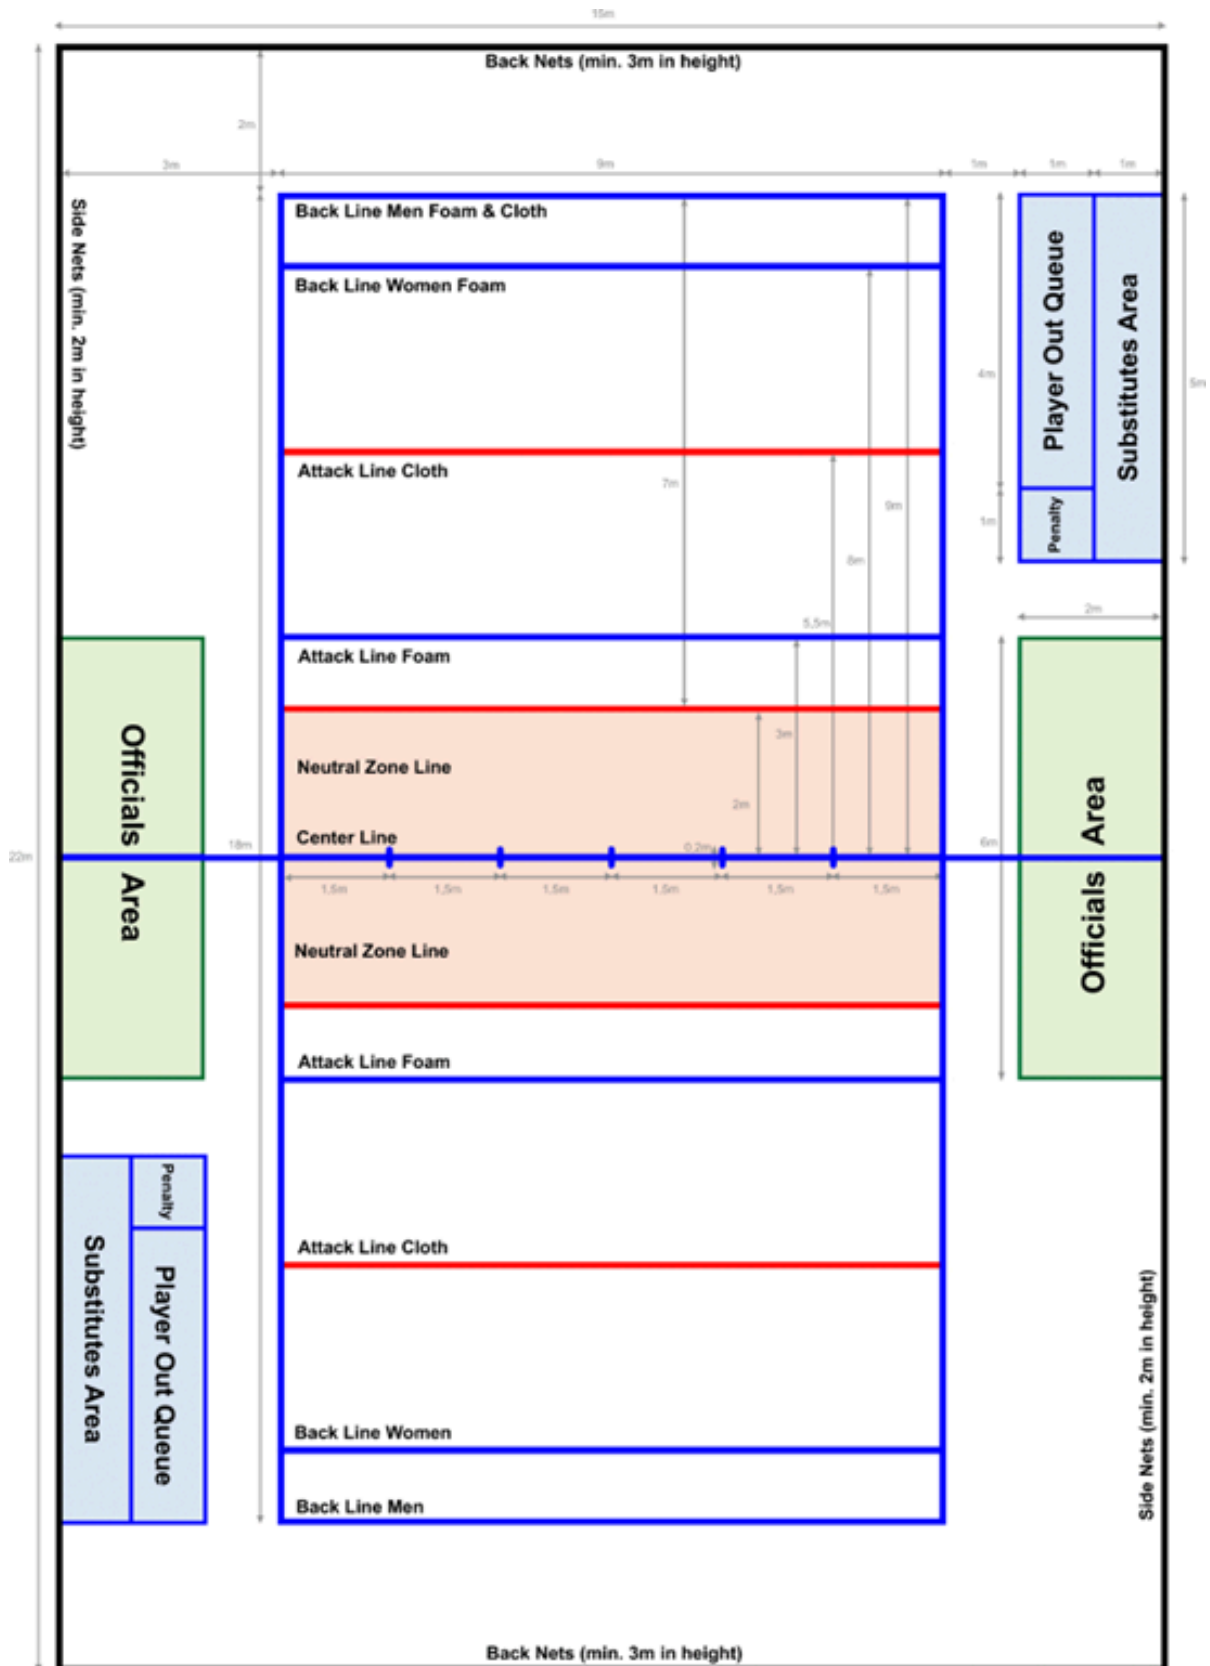 15m
Back Nets (min. 3m in height)
2m
3m
9m
1m
1m
1m
Side Nets (min. 2m in height)
Back Line Men Foam & Cloth
Back Line Women Foam
Player Out Queue
Substitutes Area
4m
5m
Attack Line Cloth
7m
9m
1m
Penalty
8m
2m
5,5m
Attack Line Foam
Officials Area
3m
Neutral Zone Line
2m
Officials Area
Center Line
22m
18m
0,2m
6m
1,5m
1,5m
1,5m
1,5m
1,5m
1,5m
Neutral Zone Line
Attack Line Foam
Penalty
Attack Line Cloth
Substitutes Area
Player Out Queue
Side Nets (min. 2m in height)
Back Line Women
Back Line Men
Back Nets (min. 3m in height)